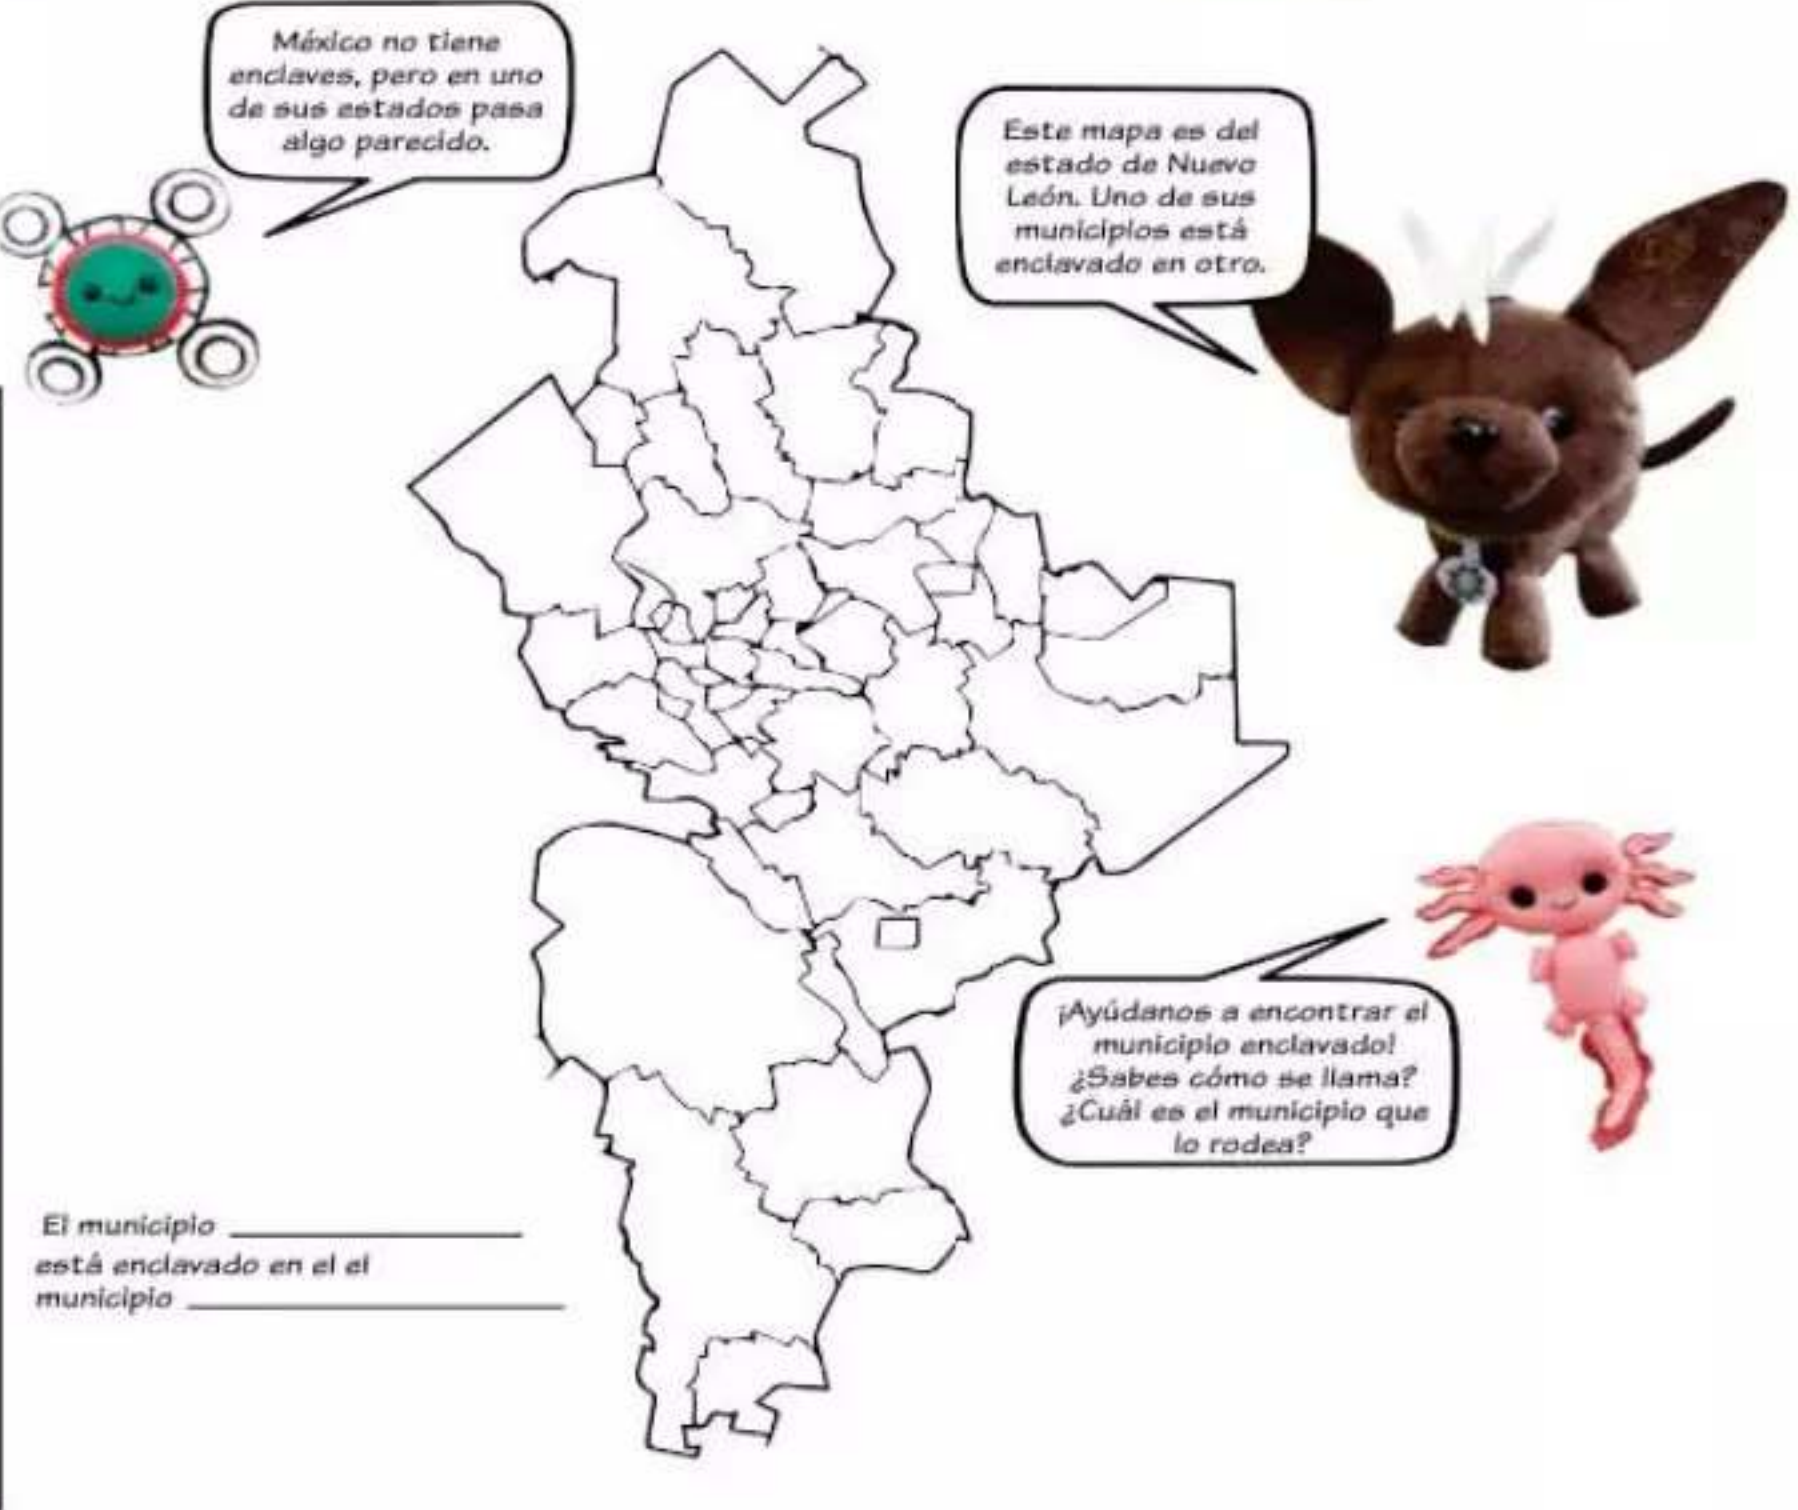 México no tiene
enclaves, pero en uno
de sus estados pasa
algo parecido.
Este mapa es del
estado de Nuevo
León. Uno de sus
municipios está
enclavado en otro.
¡Ayúdanos a encontrar el
municipio enclavado!
¿Sabes cómo se llama?
¿Cuál es el municipio que
lo rodea?
El municipio ____________________
está enclavado en el el
municipio __________________________